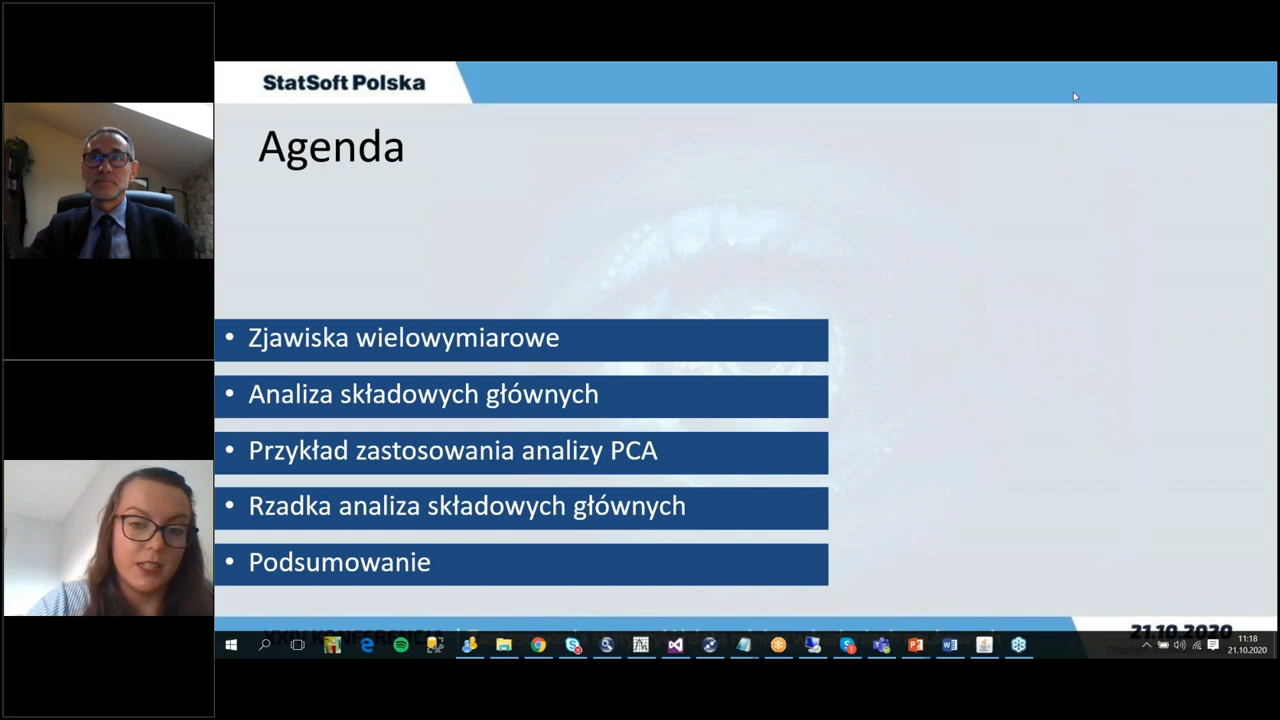 StatSoft Polska
Agenda
• Zjawiska wielowymiarowe
• Analiza składowych głównych
• Przykład zastosowania analizy PCA
• Rzadka analiza składowych głównych
• Podsumowanie
21.10.2020
11:18
21.10.2020